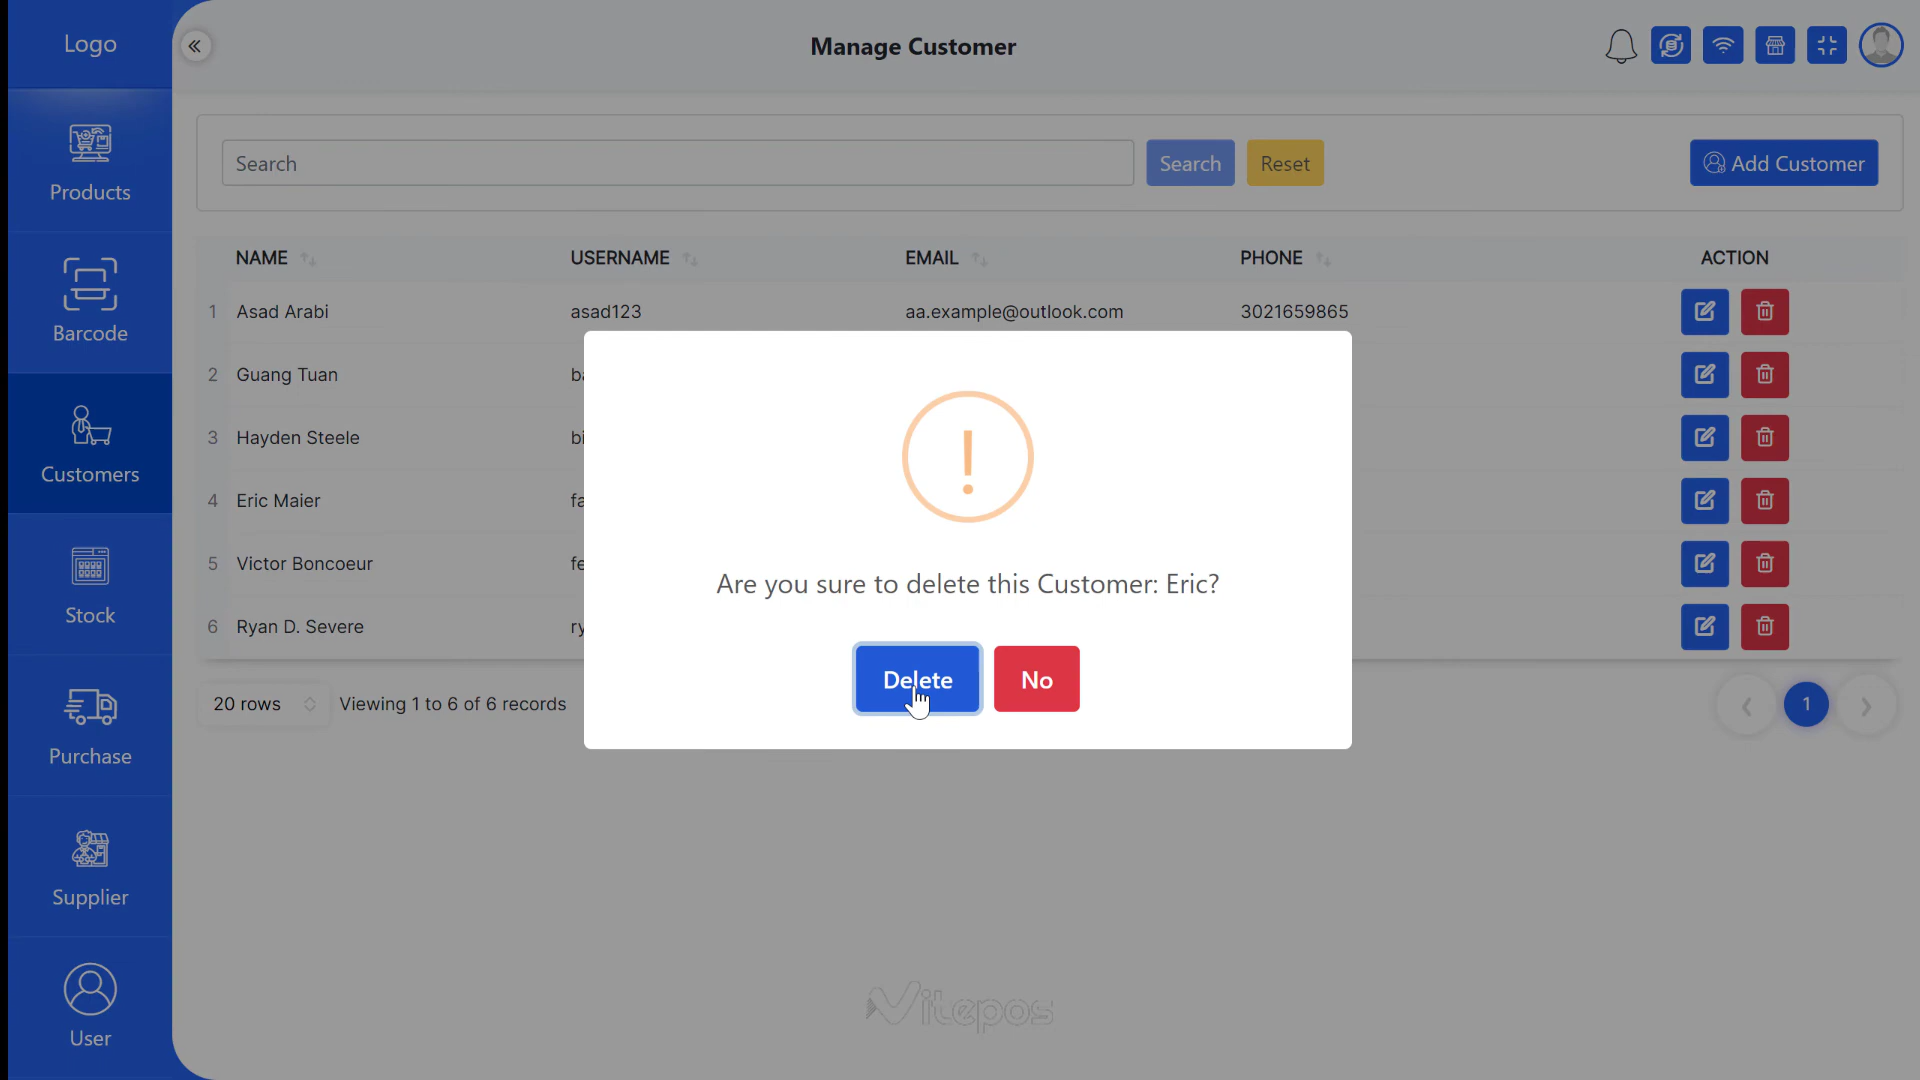 Logo
Manage Customer
Products
Barcode
Customers
Stock
Purchase
Supplier
User
Search
Search
Reset
Add Customer
NAME USERNAME EMAIL PHONE ACTION
1 Asad Arabi asad123 aa.example@outlook.com 3021659865
2 Guang Tuan
3 Hayden Steele
4 Eric Maier
5 Victor Boncoeur
6 Ryan D. Severe
Are you sure to delete this Customer: Eric?
Delete
No
20 rows Viewing 1 to 6 of 6 records
1
Vitepos